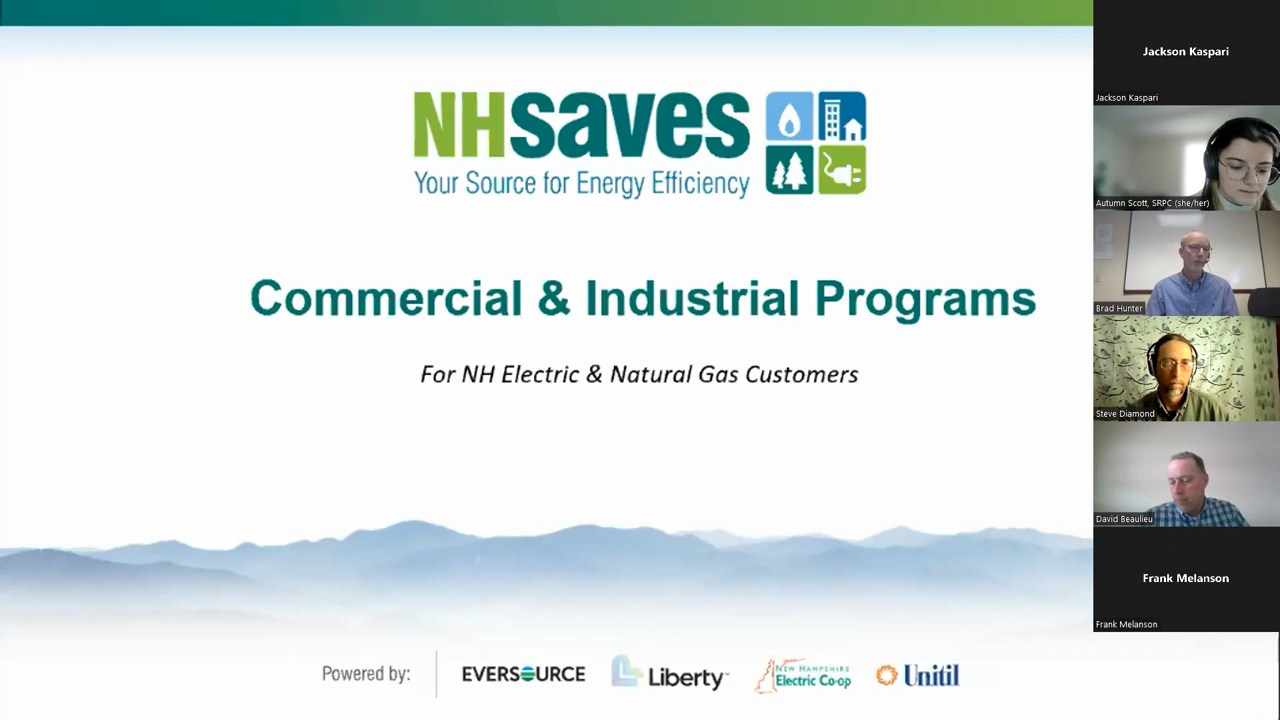 NHsaves
Your Source for Energy Efficiency
Commercial & Industrial Programs
For NH Electric & Natural Gas Customers
Powered by:
EVERSOURCE
Liberty™
NEW HAMPSHIRE
Electric Co-op
Unitil
Jackson Kaspari
Jackson Kaspari
Autumn Scott, SRPC (she/her)
Brad Hunter
Steve Diamond
David Beaulieu
Frank Melanson
Frank Melanson